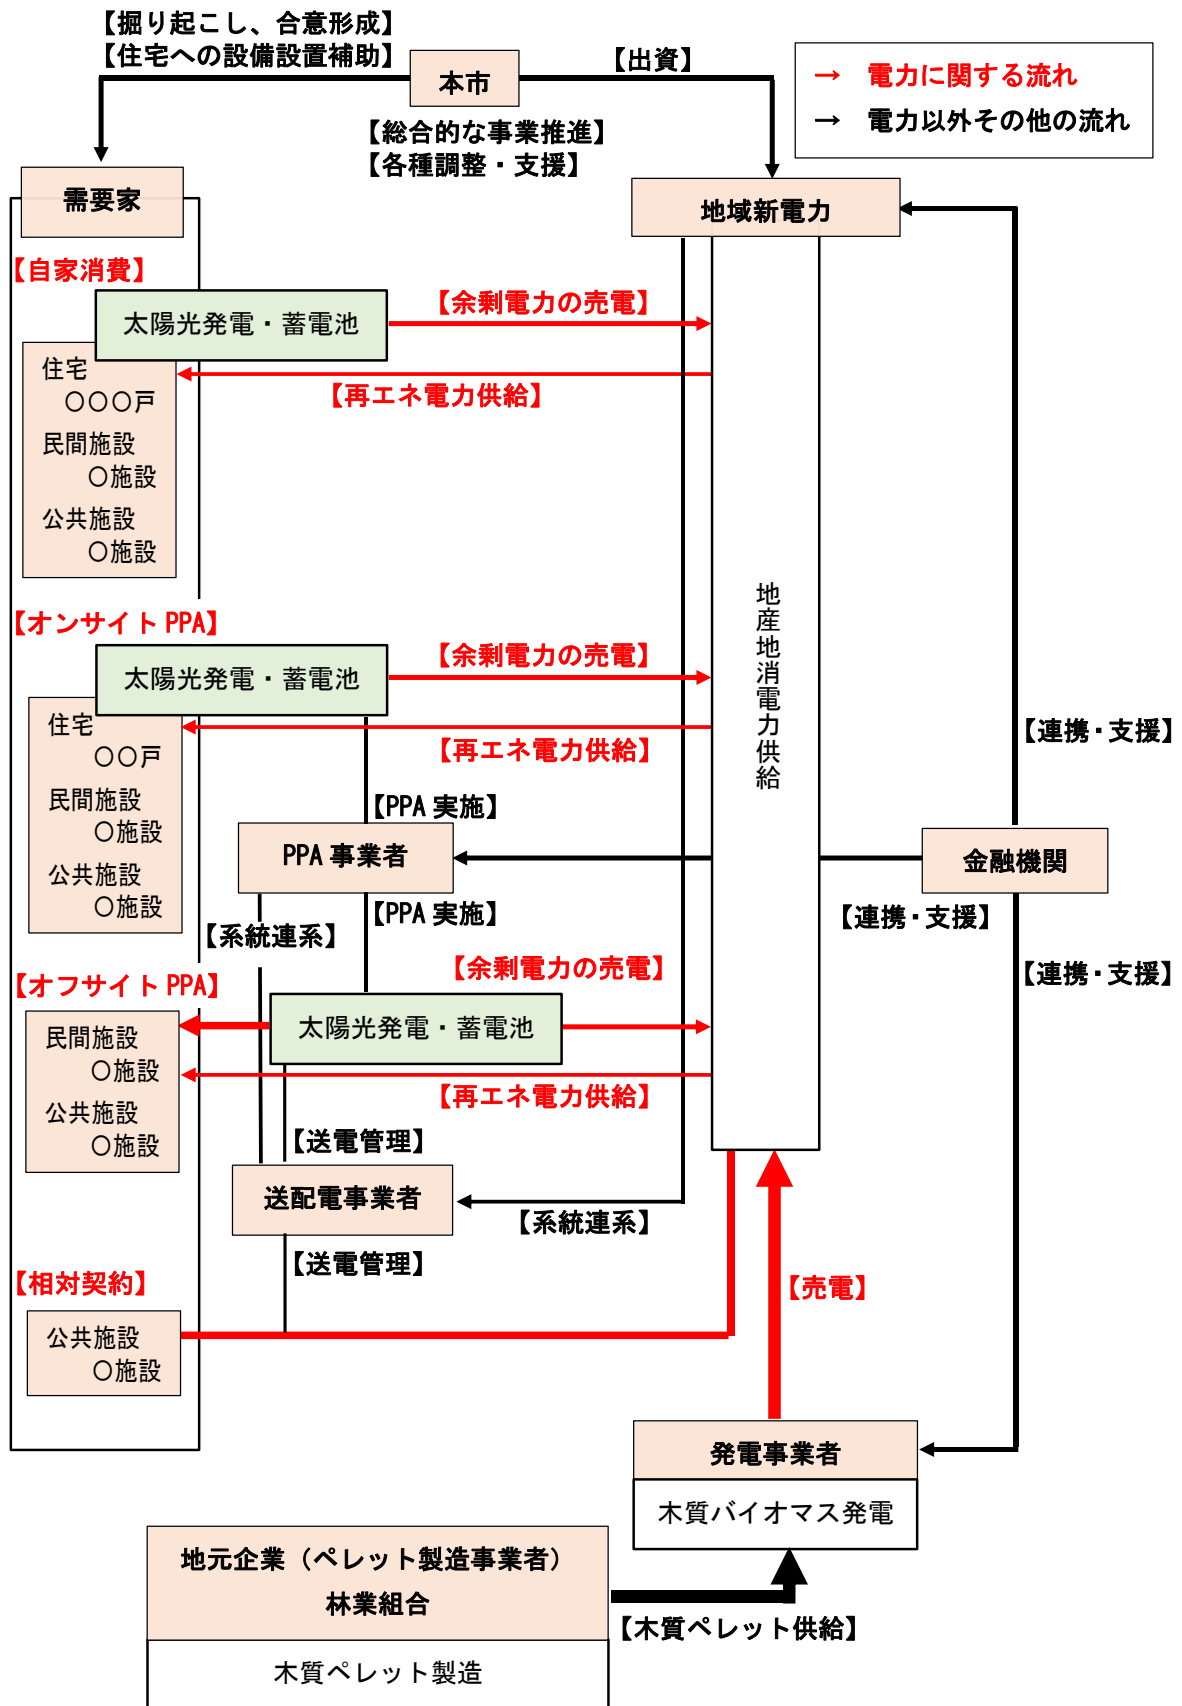 【掘り起こし、合意形成】
【住宅への設備設置補助】
本市
【出資】
→ 電力に関する流れ
→ 電力以外その他の流れ
【総合的な事業推進】
【各種調整・支援】
需要家
地域新電力
【自家消費】
太陽光発電・蓄電池
【余剰電力の売電】
【再エネ電力供給】
住宅
〇〇〇戸
民間施設
〇施設
公共施設
〇施設
地産地消電力供給
【オンサイト PPA】
太陽光発電・蓄電池
【余剰電力の売電】
【再エネ電力供給】
住宅
〇〇戸
民間施設
〇施設
公共施設
〇施設
【連携・支援】
【PPA 実施】
PPA 事業者
金融機関
【PPA 実施】
【連携・支援】
【系統連系】
【余剰電力の売電】
【連携・支援】
【オフサイト PPA】
太陽光発電・蓄電池
民間施設
〇施設
公共施設
〇施設
【再エネ電力供給】
【送電管理】
送配電事業者
【系統連系】
【送電管理】
【相対契約】
【売電】
公共施設
〇施設
発電事業者
木質バイオマス発電
地元企業（ペレット製造事業者）
林業組合
【木質ペレット供給】
木質ペレット製造